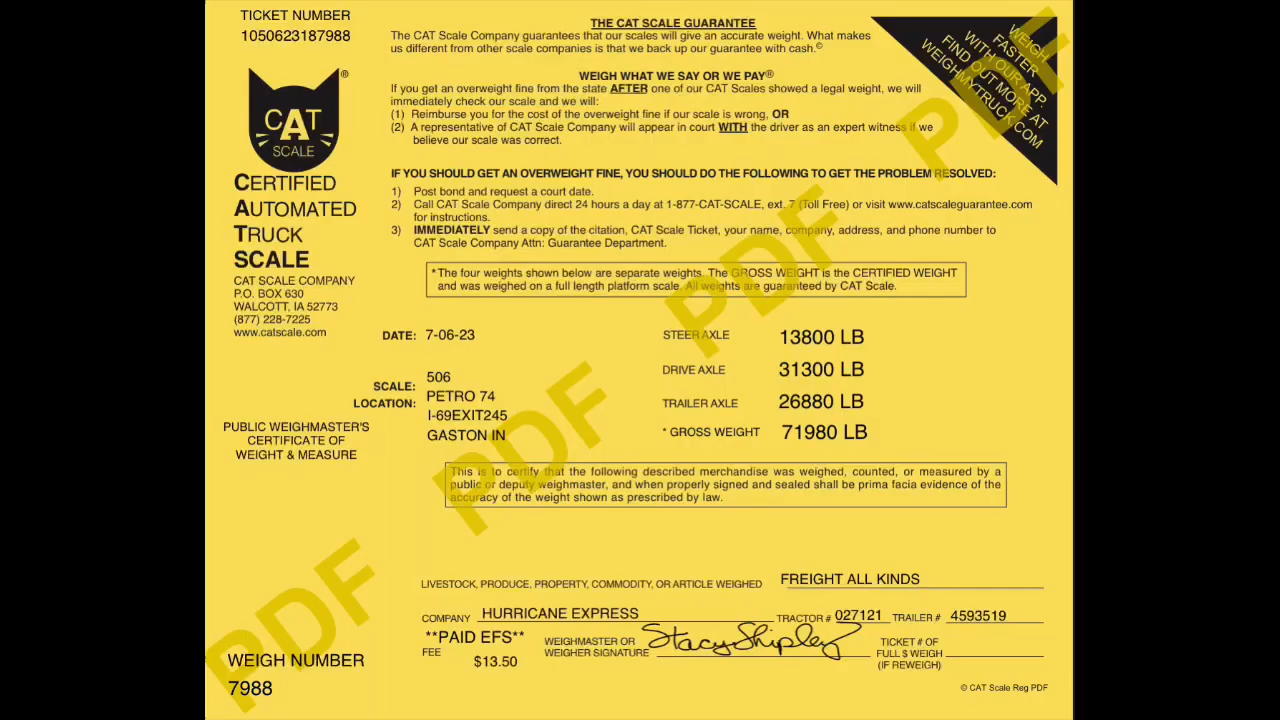 TICKET NUMBER
1050623187988
CAT
SCALE
®
CERTIFIED
AUTOMATED
TRUCK
SCALE
CAT SCALE COMPANY
P.O. BOX 630
WALCOTT, IA 52773
(877) 228-7225
www.catscale.com
THE CAT SCALE GUARANTEE
The CAT Scale Company guarantees that our scales will give an accurate weight. What makes
us different from other scale companies is that we back up our guarantee with cash.©
WEIGH WHAT WE SAY OR WE PAY®
If you get an overweight fine from the state AFTER one of our CAT Scales showed a legal weight, we will
immediately check our scale and we will:
(1) Reimburse you for the cost of the overweight fine if our scale is wrong, OR
(2) A representative of CAT Scale Company will appear in court WITH the driver as an expert witness if we
believe our scale was correct.
WEIGH
FASTER
WITH OUR APP.
FIND OUT MORE AT
WEIGHMYTRUCK.COM
IF YOU SHOULD GET AN OVERWEIGHT FINE, YOU SHOULD DO THE FOLLOWING TO GET THE PROBLEM RESOLVED:
1) Post bond and request a court date.
2) Call CAT Scale Company direct 24 hours a day at 1-877-CAT-SCALE, ext. 7 (Toll Free) or visit www.catscaleguarantee.com
for instructions.
3) IMMEDIATELY send a copy of the citation, CAT Scale Ticket, your name, company, address, and phone number to
CAT Scale Company Attn: Guarantee Department.
*The four weights shown below are separate weights. The GROSS WEIGHT is the CERTIFIED WEIGHT
and was weighed on a full length platform scale. All weights are guaranteed by CAT Scale.
DATE: 7-06-23
SCALE: 506
LOCATION: PETRO 74
I-69EXIT245
GASTON IN
STEER AXLE 13800 LB
DRIVE AXLE 31300 LB
TRAILER AXLE 26880 LB
* GROSS WEIGHT 71980 LB
PUBLIC WEIGHMASTER'S
CERTIFICATE OF
WEIGHT & MEASURE
This is to certify that the following described merchandise was weighed, counted, or measured by a
public or deputy weighmaster, and when properly signed and sealed shall be prima facia evidence of the
accuracy of the weight shown as prescribed by law.
LIVESTOCK, PRODUCE, PROPERTY, COMMODITY, OR ARTICLE WEIGHED FREIGHT ALL KINDS
COMPANY HURRICANE EXPRESS TRACTOR # 027121 TRAILER# 4593519
**PAID EFS**
FEE $13.50
WEIGHMASTER OR
WEIGHER SIGNATURE Stacy Shipley
TICKET # OF
FULL $ WEIGH
(IF REWEIGH)
WEIGH NUMBER
7988
© CAT Scale Reg PDF
PDF
PDF
PDF
PDF